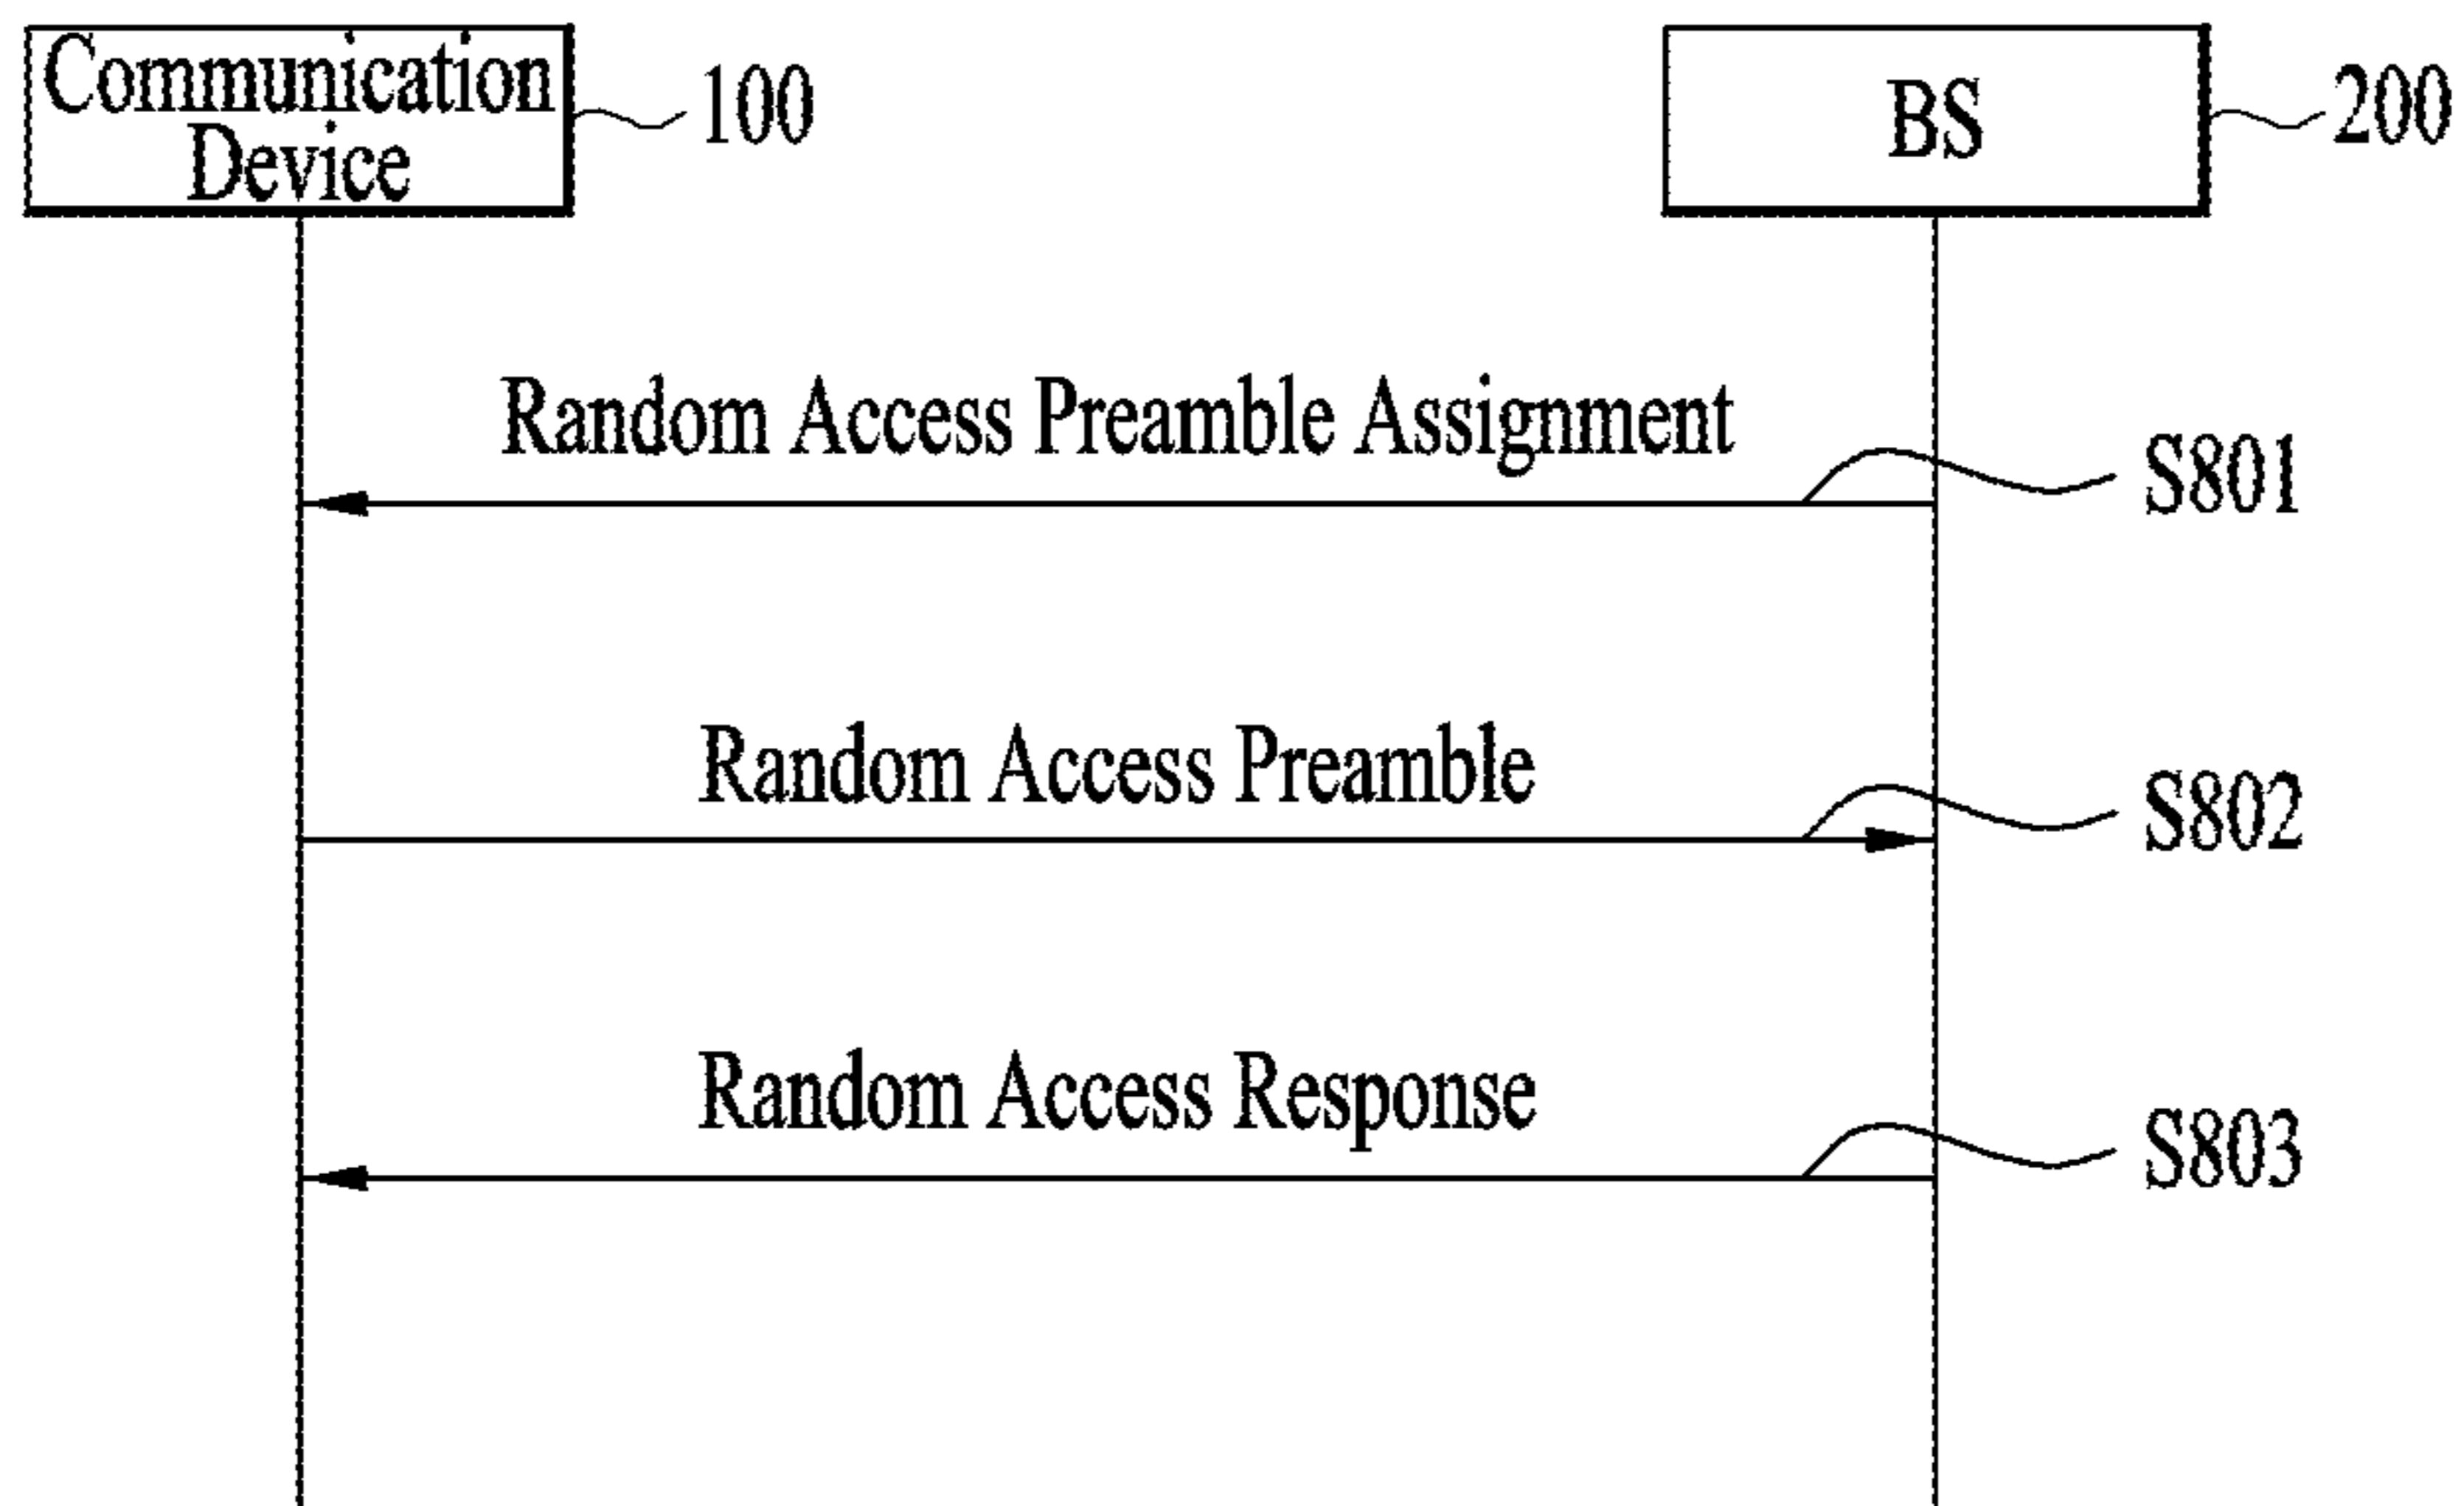 Communication
Device
100
BS
200
Random Access Preamble Assignment
S801
Random Access Preamble
S802
Random Access Response
S803